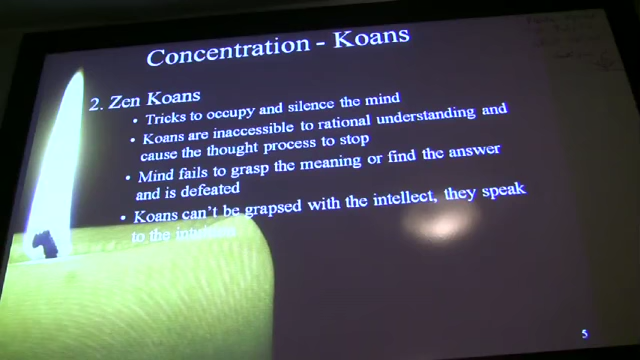 Concentration - Koans
2. Zen Koans
• Tricks to occupy and silence the mind
• Koans are inaccessible to rational understanding and
cause the thought process to stop
• Mind fails to grasp the meaning or find the answer
and is defeated
• Koans can't be grapsed with the intellect, they speak
to the
5